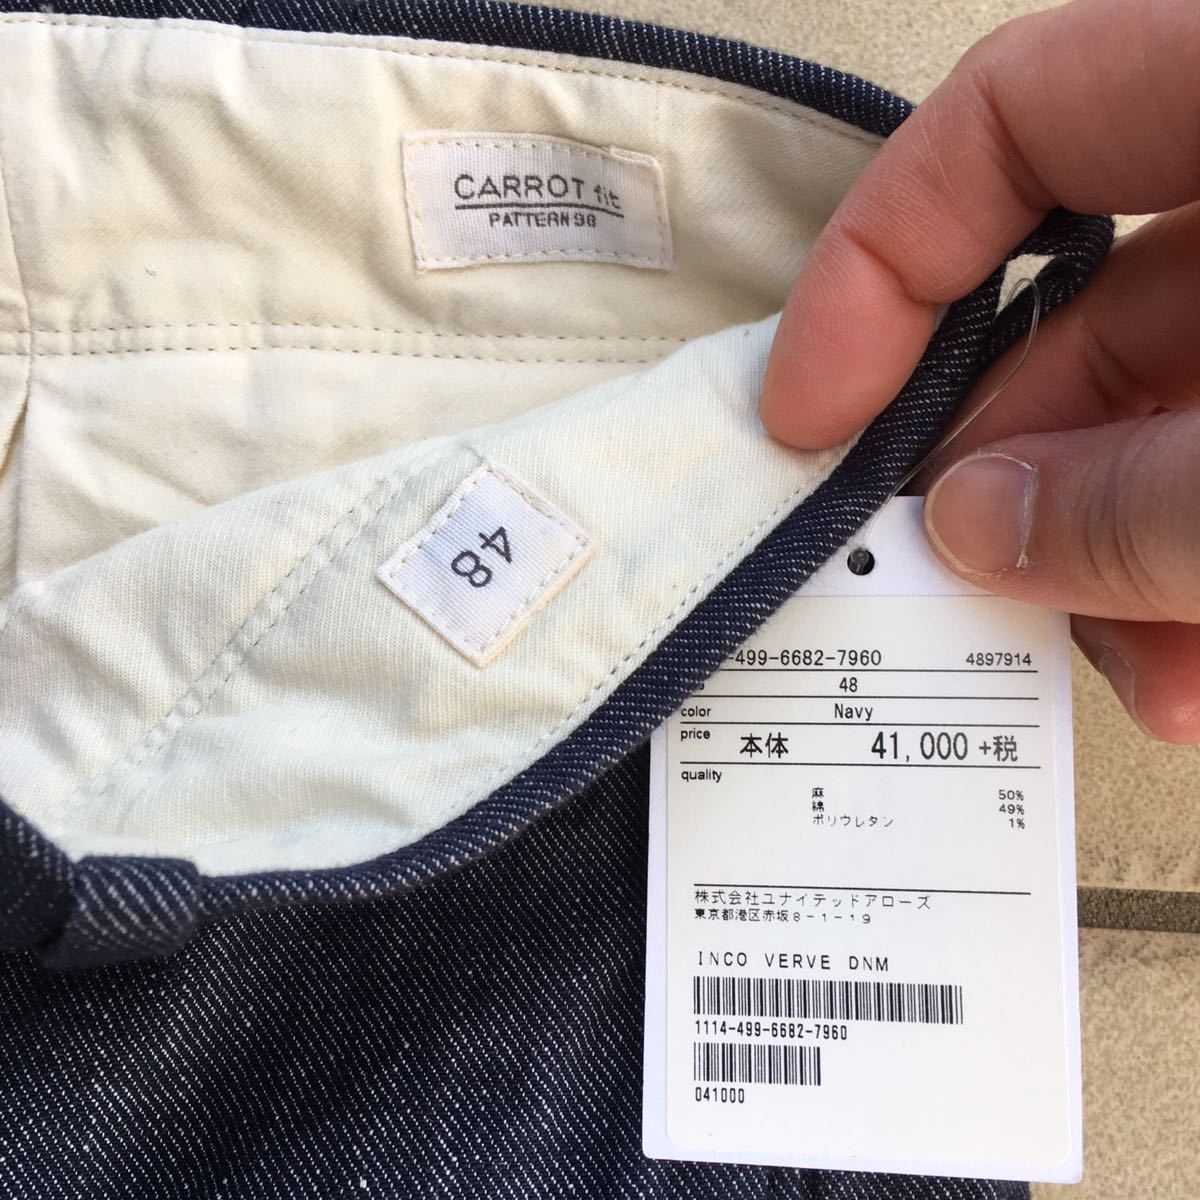 CARROT fit
PATTERN 98
48
-499-6682-7960 4897914
48
color Navy
price 本体 41,000 +税
quality
麻 50%
綿 49%
ポリウレタン 1%
株式会社ユナイテッドアローズ
東京都港区赤坂8-1-19
INCO VERVE DNM
1114-499-6682-7960
041000